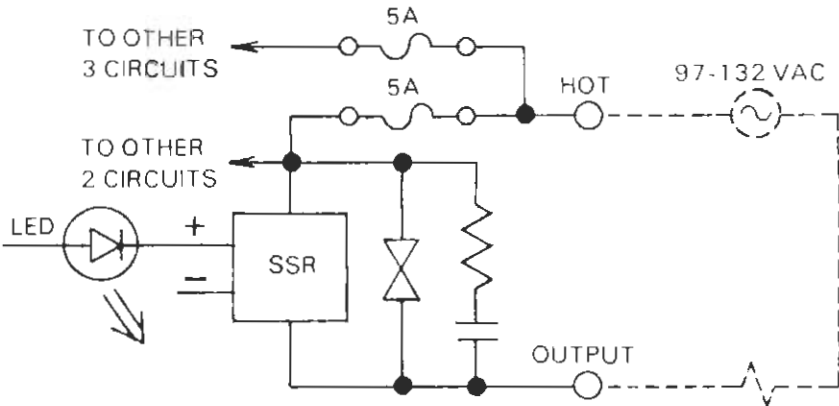 5A
TO OTHER
3 CIRCUITS
5A
HOT
97-132 VAC
TO OTHER
2 CIRCUITS
LED
+
−
SSR
OUTPUT